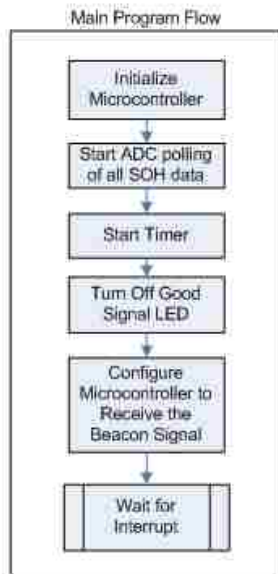 Main Program Flow
Initialize
Microcontroller
Start ADC polling
of all SOH data
Start Timer
Turn Off Good
Signal LED
Configure
Microcontroller to
Receive the
Beacon Signal
Wait for
Interrupt